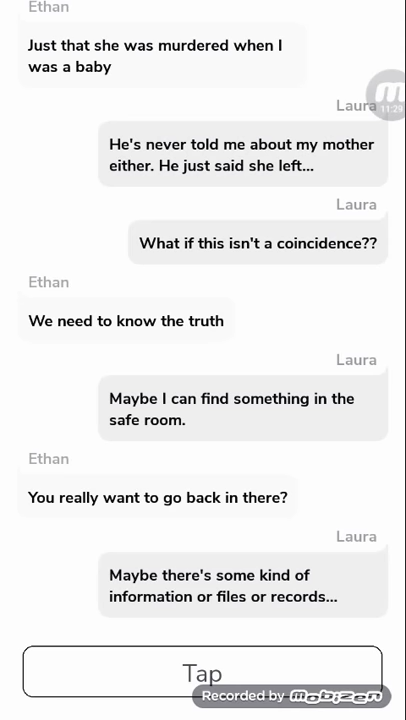 Ethan
Just that she was murdered when I
was a baby
Laura
11:29
He's never told me about my mother
either. He just said she left...
Laura
What if this isn't a coincidence??
Ethan
We need to know the truth
Laura
Maybe I can find something in the
safe room.
Ethan
You really want to go back in there?
Laura
Maybe there's some kind of
information or files or records...
Tap
Recorded by mobizen